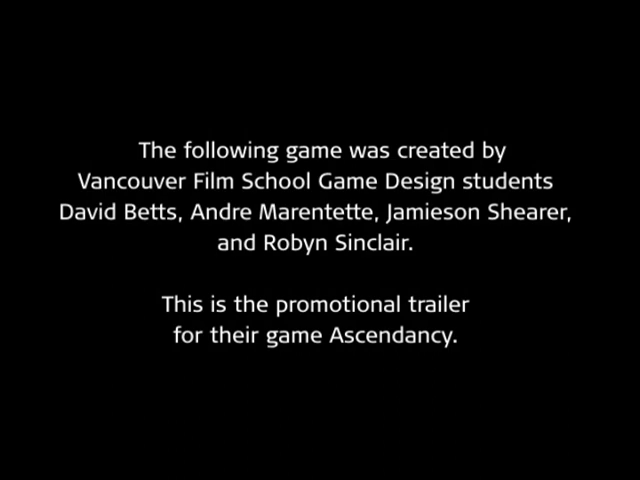 The following game was created by
Vancouver Film School Game Design students
David Betts, Andre Marentette, Jamieson Shearer,
and Robyn Sinclair.
This is the promotional trailer
for their game Ascendancy.